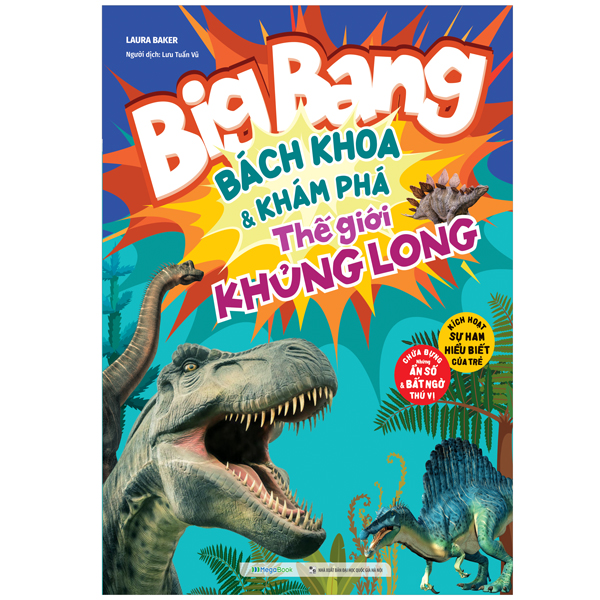 LAURA BAKER
Người dịch: Lưu Tuấn Vũ
Big Bang
BÁCH KHOA
& KHÁM PHÁ
Thế giới
KHỦNG LONG
KÍCH HOẠT
SỰ HAM
HIỂU BIẾT
CỦA TRẺ
CHỨA ĐỰNG
Những
ẨN SỐ
& BẤT NGỜ
THÚ VỊ
MegaBook
NHÀ XUẤT BẢN ĐẠI HỌC QUỐC GIA HÀ NỘI